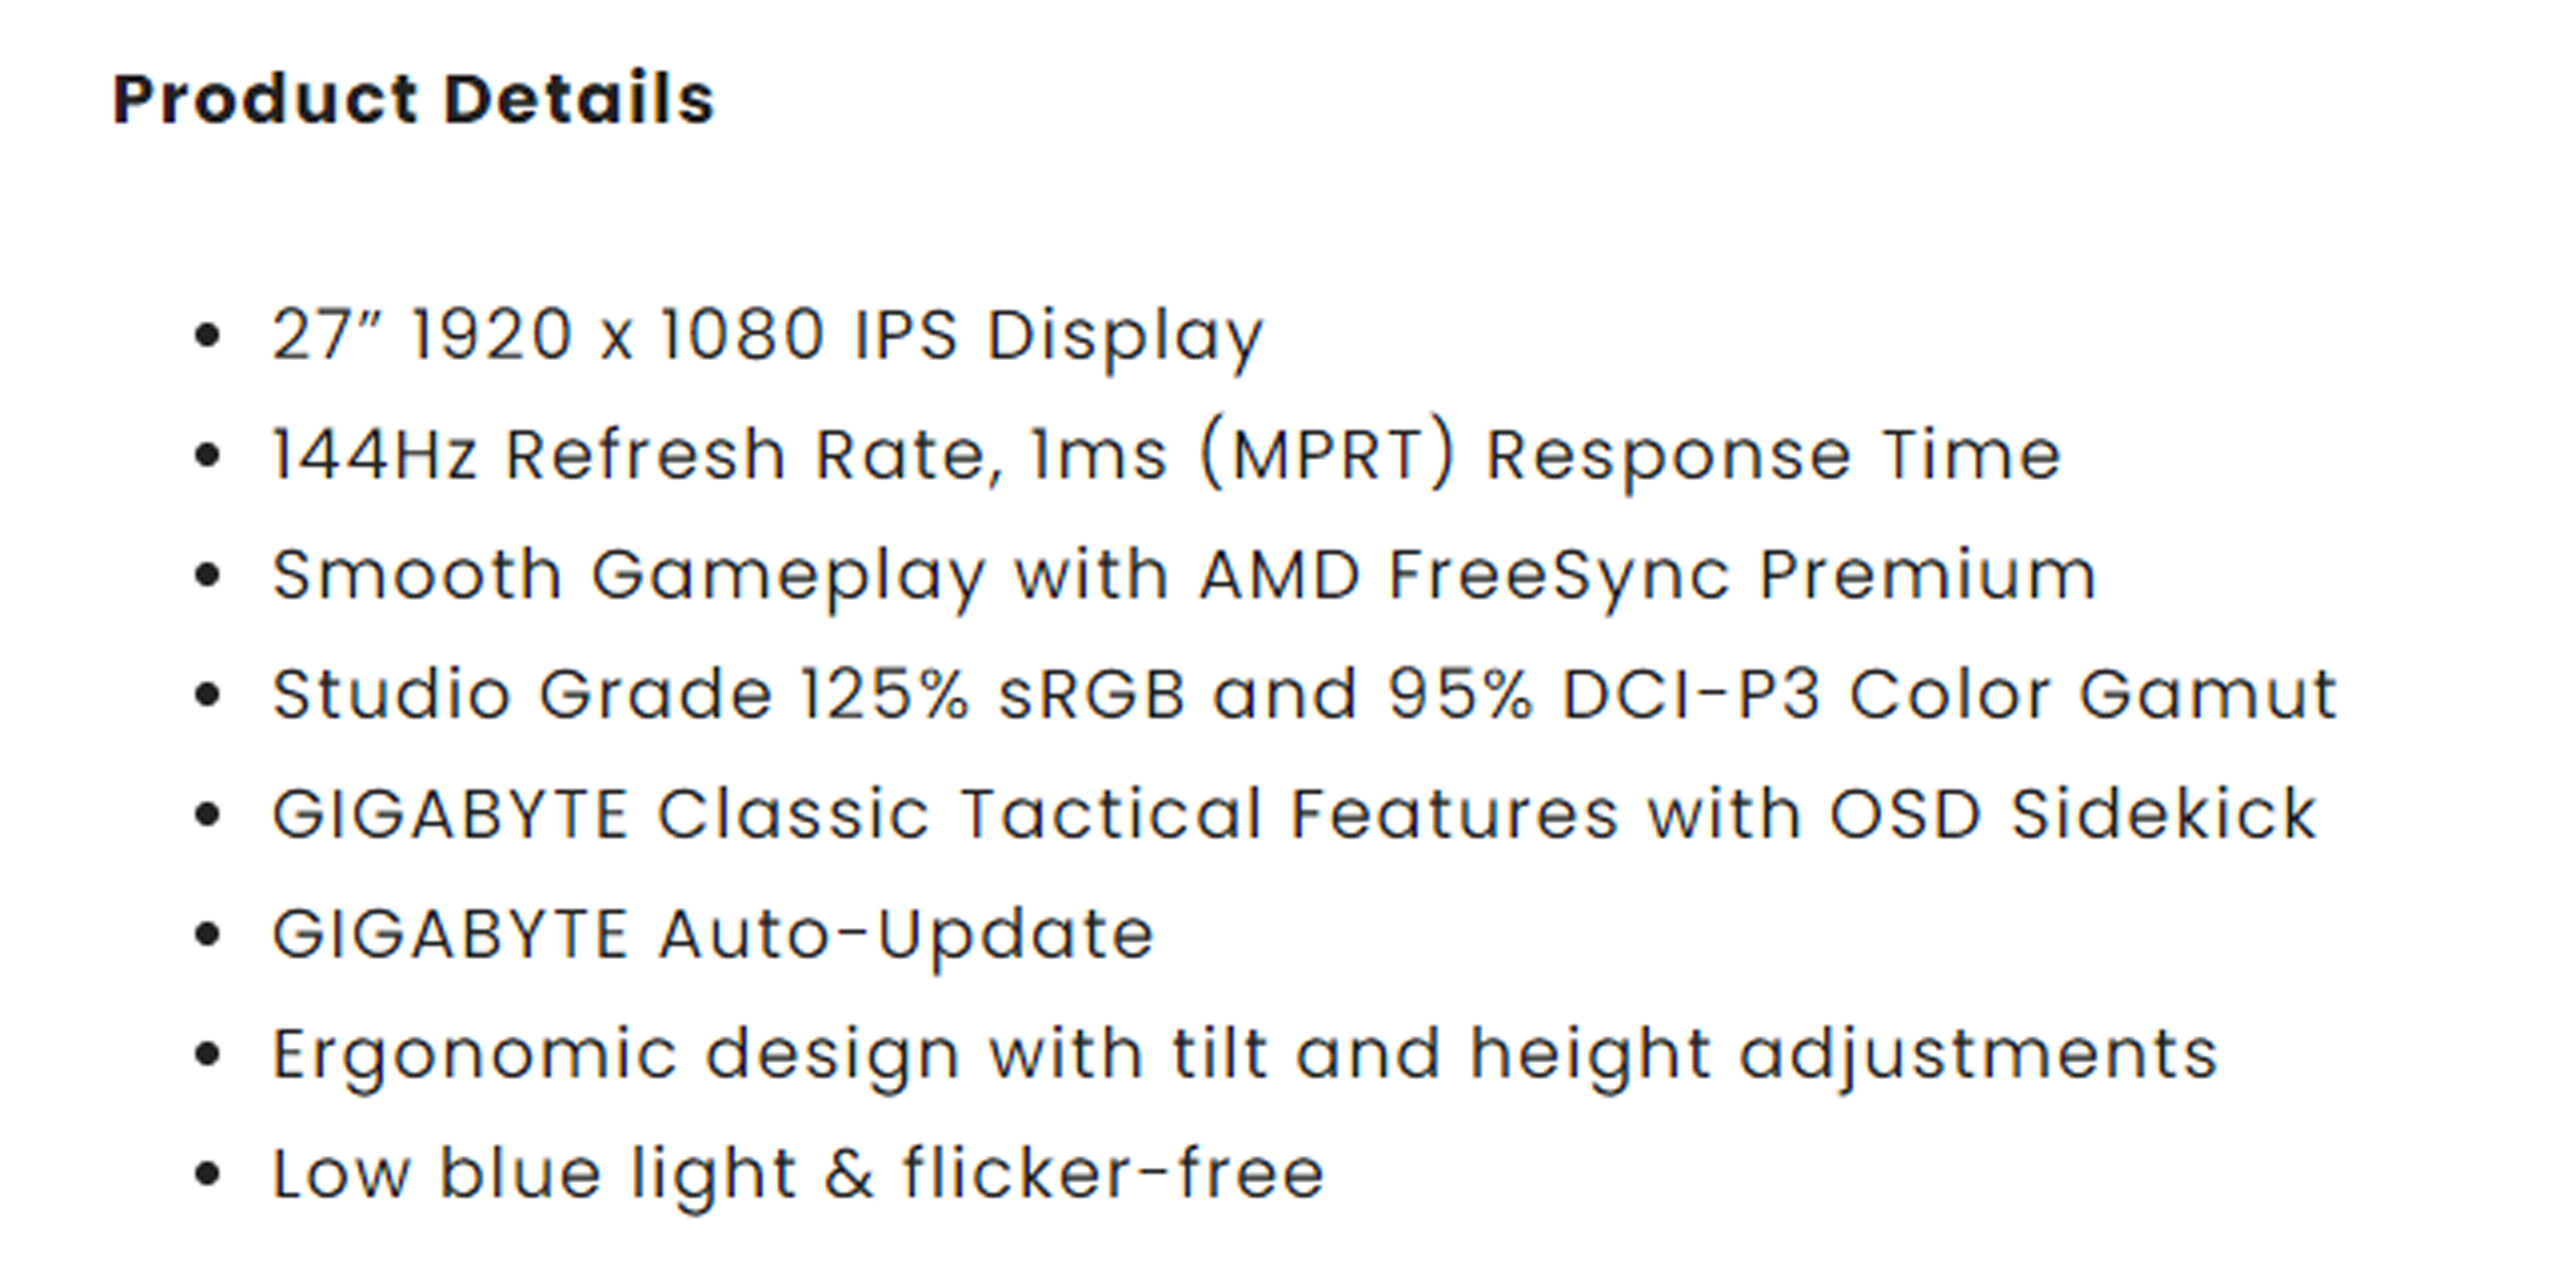 Product Details
• 27” 1920 x 1080 IPS Display
• 144Hz Refresh Rate, 1ms (MPRT) Response Time
• Smooth Gameplay with AMD FreeSync Premium
• Studio Grade 125% sRGB and 95% DCI-P3 Color Gamut
• GIGABYTE Classic Tactical Features with OSD Sidekick
• GIGABYTE Auto-Update
• Ergonomic design with tilt and height adjustments
• Low blue light & flicker-free